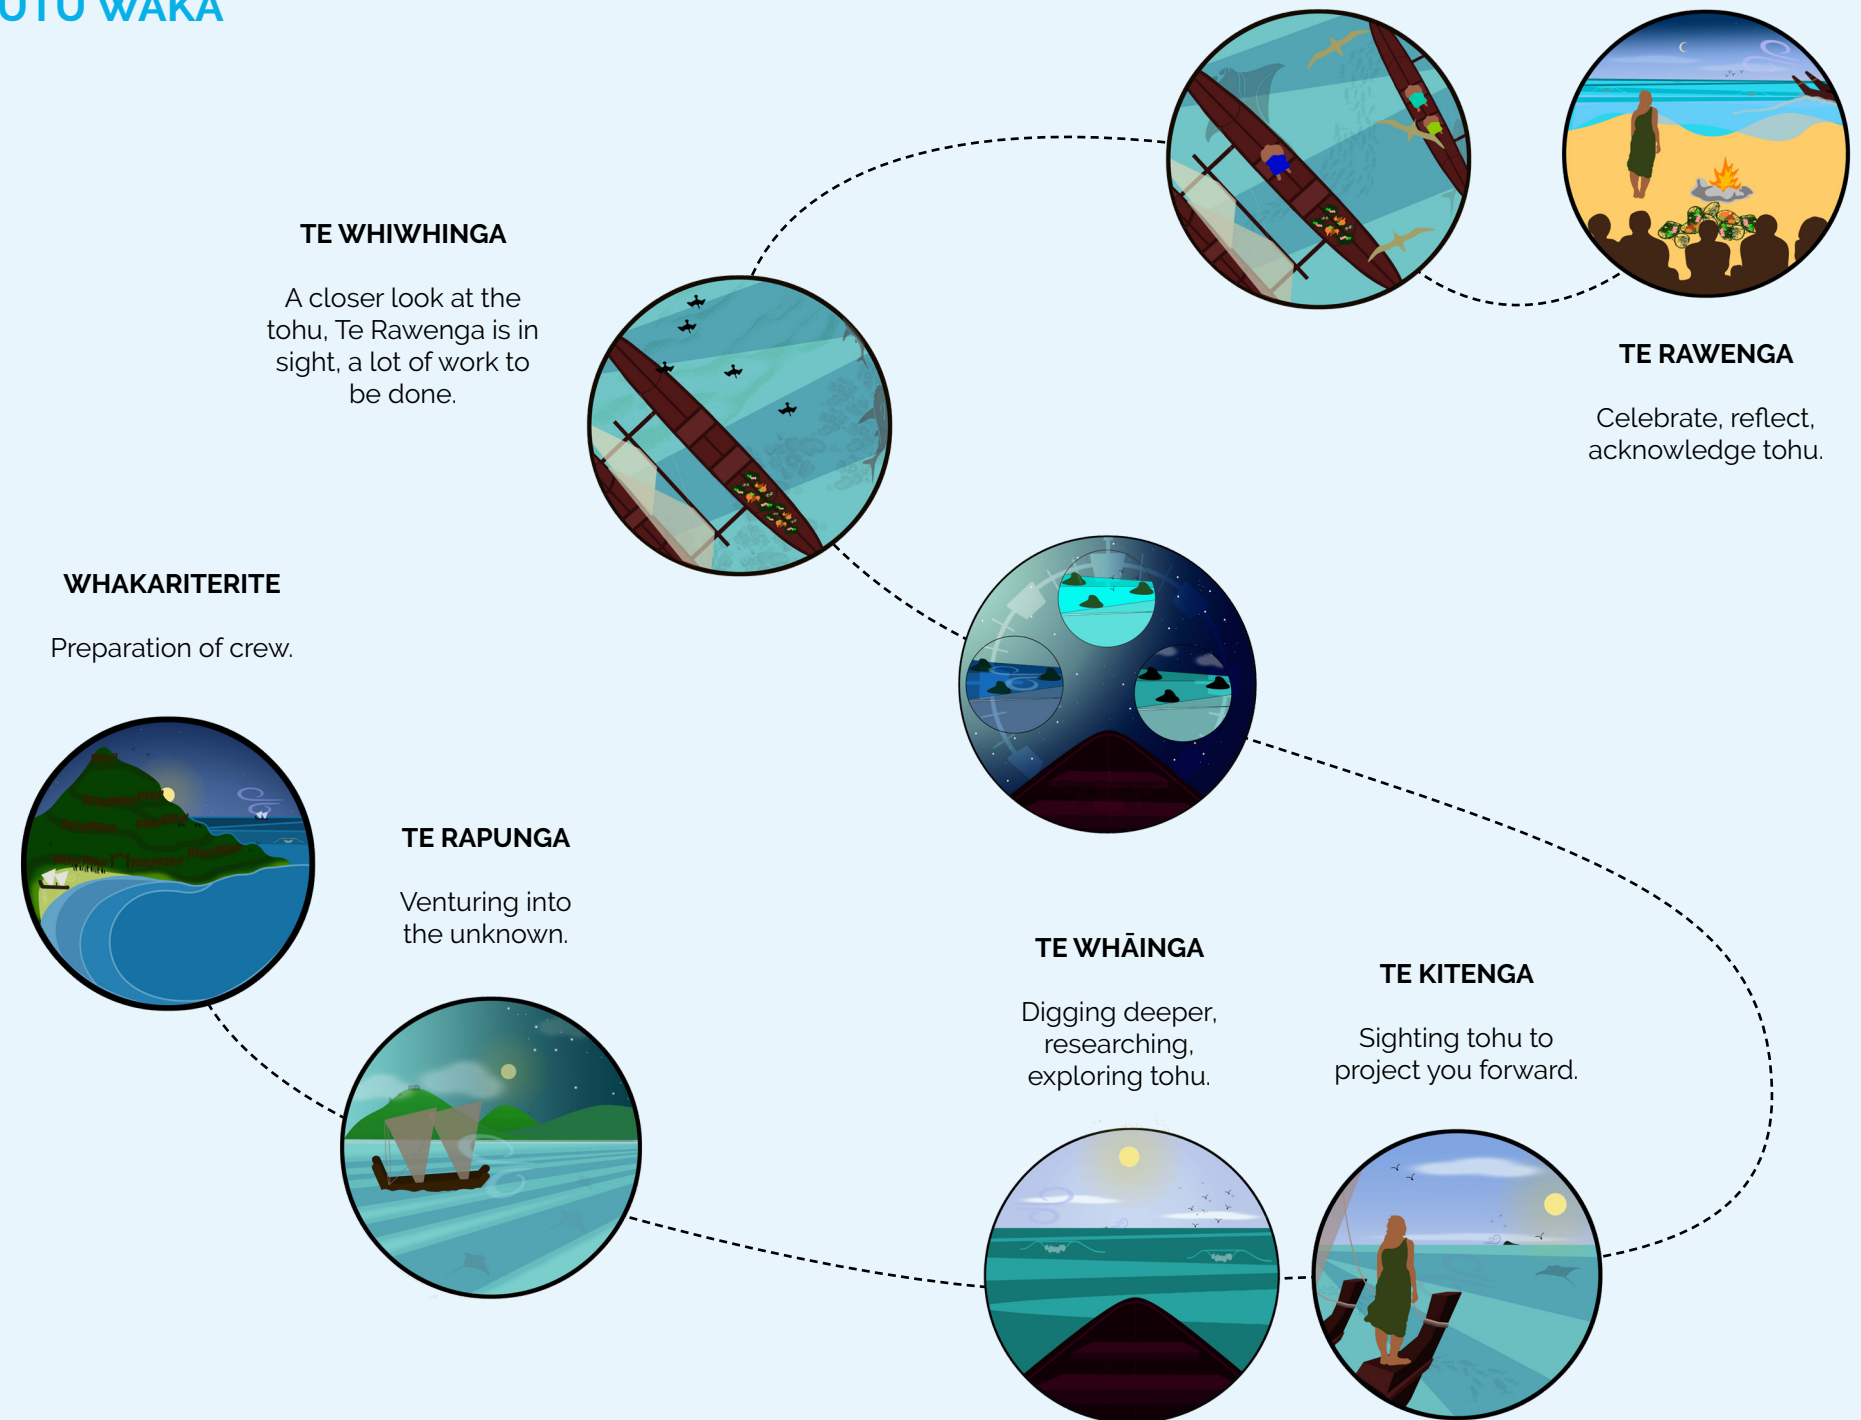 UTU WAKA
TE WHIWHINGA
A closer look at the
tohu, Te Rawenga is in
sight, a lot of work to
be done.
TE RAWENGA
Celebrate, reflect,
acknowledge tohu.
WHAKARITERITE
Preparation of crew.
TE RAPUNGA
Venturing into
the unknown.
TE WHĀINGA
Digging deeper,
researching,
exploring tohu.
TE KITENGA
Sighting tohu to
project you forward.